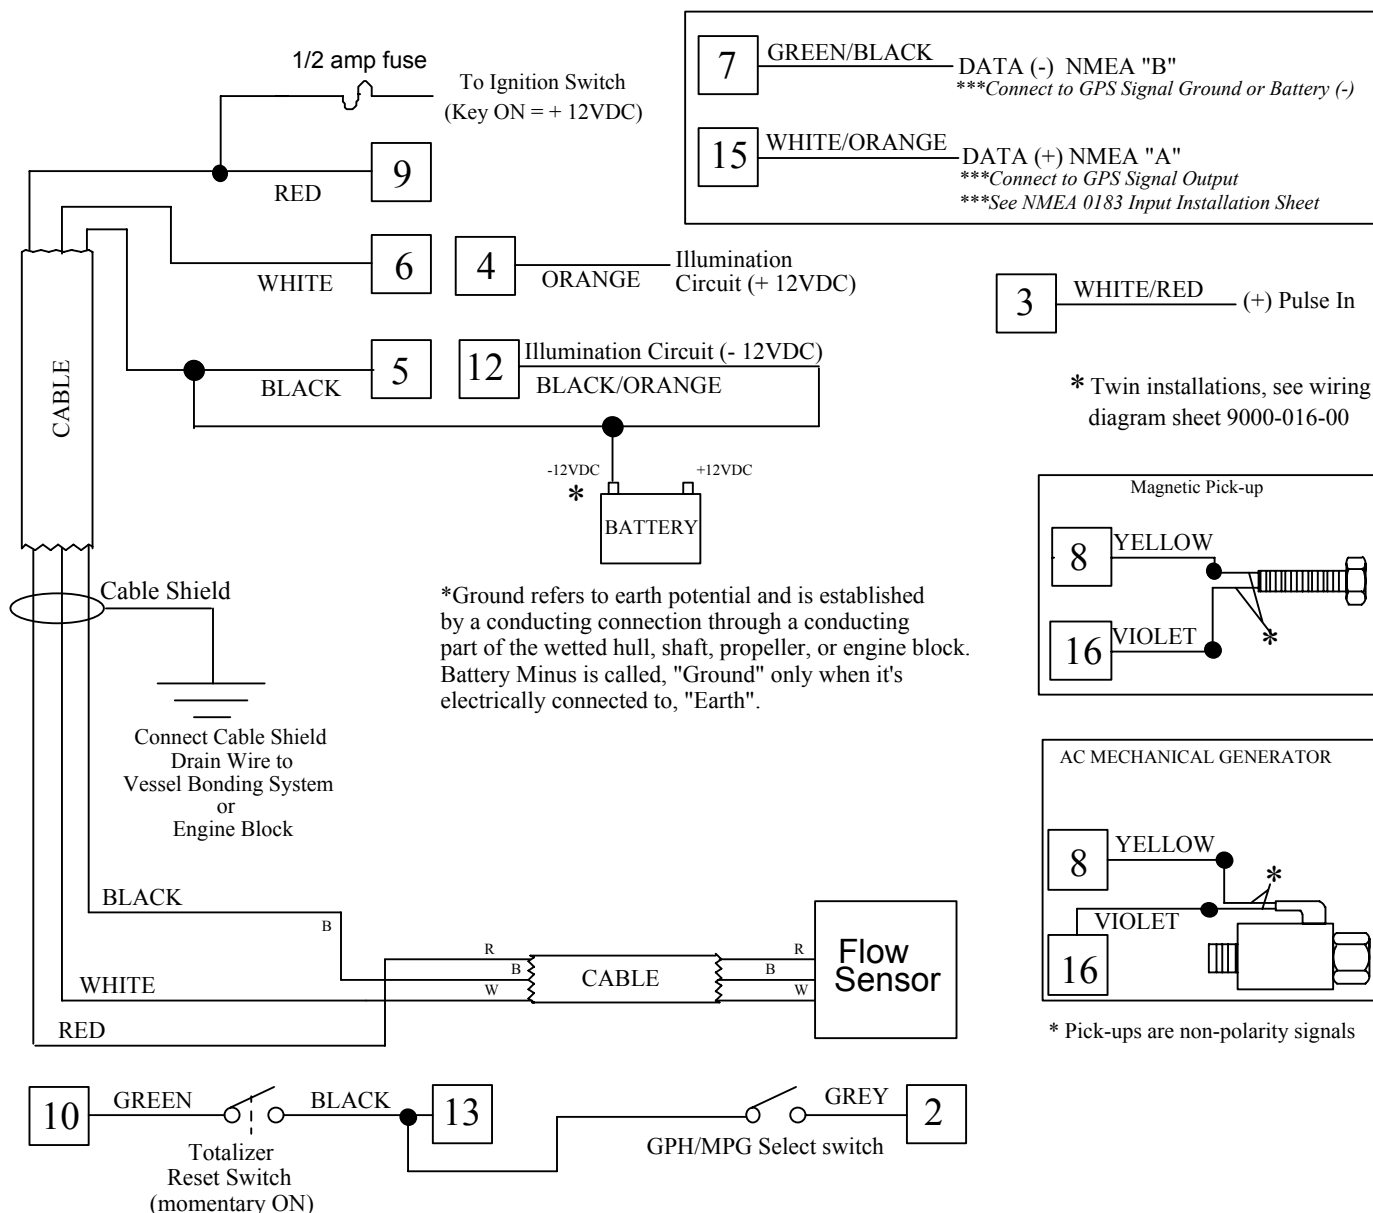 1/2 amp fuse
To Ignition Switch
(Key ON = + 12VDC)
9
RED
6
WHITE
4
ORANGE
Illumination
Circuit (+ 12VDC)
5
BLACK
12
Illumination Circuit (- 12VDC)
BLACK/ORANGE
CABLE
-12VDC
+12VDC
*
BATTERY
7
GREEN/BLACK
DATA (-) NMEA "B"
***Connect to GPS Signal Ground or Battery (-)
15
WHITE/ORANGE
DATA (+) NMEA "A"
***Connect to GPS Signal Output
***See NMEA 0183 Input Installation Sheet
3
WHITE/RED
(+) Pulse In
* Twin installations, see wiring
diagram sheet 9000-016-00
Magnetic Pick-up
8
YELLOW
16
VIOLET
*
Cable Shield
Connect Cable Shield
Drain Wire to
Vessel Bonding System
or
Engine Block
*Ground refers to earth potential and is established
by a conducting connection through a conducting
part of the wetted hull, shaft, propeller, or engine block.
Battery Minus is called, "Ground" only when it's
electrically connected to, "Earth".
AC MECHANICAL GENERATOR
8
YELLOW
*
VIOLET
16
* Pick-ups are non-polarity signals
BLACK
B
WHITE
RED
R
B
W
CABLE
R
B
W
Flow
Sensor
10
GREEN
BLACK
13
Totalizer
Reset Switch
(momentary ON)
GPH/MPG Select switch
GREY
2